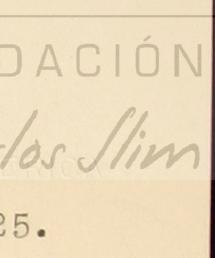 DACIÓN
los Slim
25.